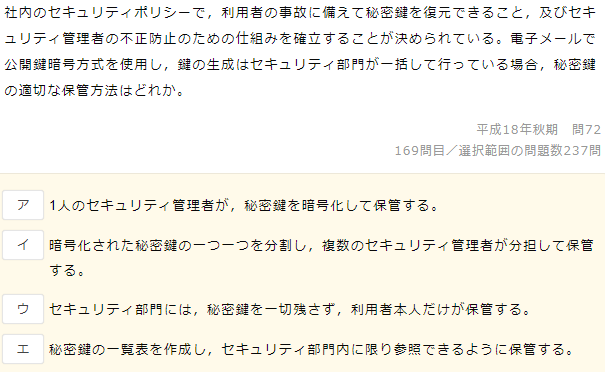 社内のセキュリティポリシーで，利用者の事故に備えて秘密鍵を復元できること，及びセキ
ュリティ管理者の不正防止のための仕組みを確立することが決められている。電子メールで
公開鍵暗号方式を使用し，鍵の生成はセキュリティ部門が一括して行っている場合，秘密鍵
の適切な保管方法はどれか。
平成18年秋期　問72
169問目／選択範囲の問題数237問
ア　1人のセキュリティ管理者が，秘密鍵を暗号化して保管する。
イ　暗号化された秘密鍵の一つ一つを分割し，複数のセキュリティ管理者が分担して保管
する。
ウ　セキュリティ部門には，秘密鍵を一切残さず，利用者本人だけが保管する。
エ　秘密鍵の一覧表を作成し，セキュリティ部門内に限り参照できるように保管する。